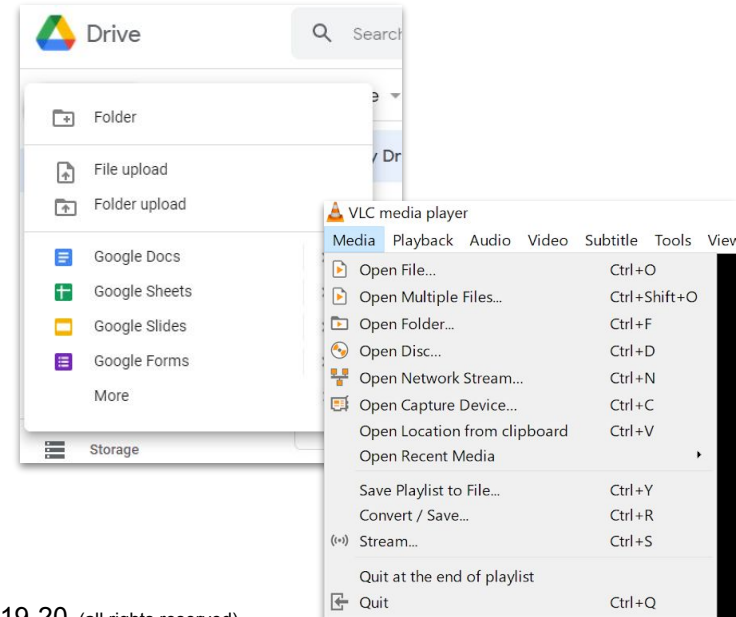 Drive
Search
e
y Dr
Folder
File upload
Folder upload
Google Docs
Google Sheets
Google Slides
Google Forms
More
Storage
VLC media player
Media Playback Audio Video Subtitle Tools View
Open File... Ctrl+O
Open Multiple Files... Ctrl+Shift+O
Open Folder... Ctrl+F
Open Disc... Ctrl+D
Open Network Stream... Ctrl+N
Open Capture Device... Ctrl+C
Open Location from clipboard Ctrl+V
Open Recent Media
Save Playlist to File... Ctrl+Y
Convert / Save... Ctrl+R
Stream... Ctrl+S
Quit at the end of playlist
Quit Ctrl+Q
19-20 (all rights reserved)